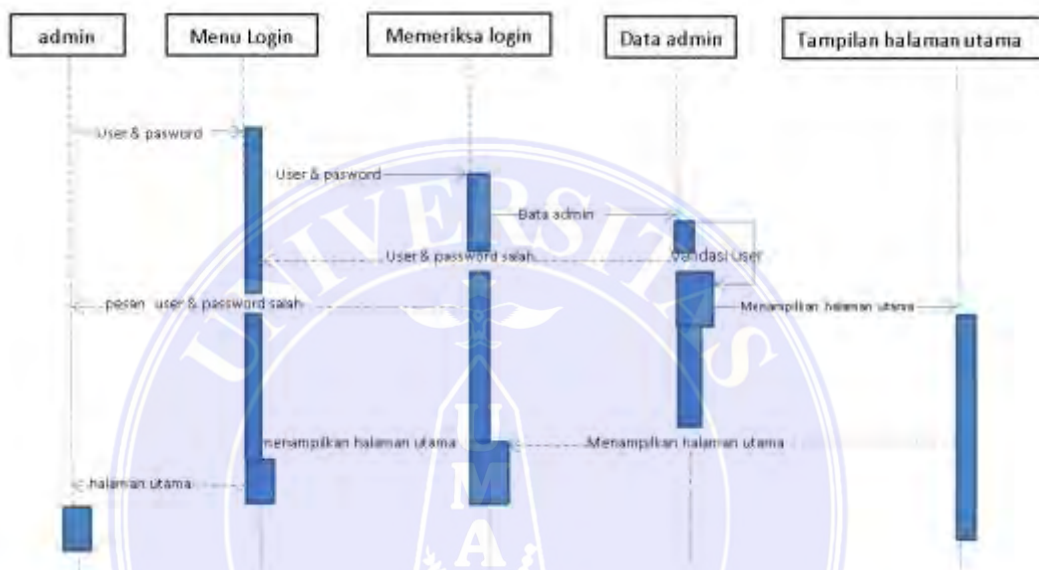 admin
Menu Login
Memeriksa login
Data admin
Tampilan halaman utama
User & pasword
User & pasword
Data admin
User & password salah
Validasi User
pesan user & password salah
Menampilkan halaman utama
menampilkan halaman utama
Menampilkan halaman utama
halaman utama
UNIVERSITAS
U
M
A